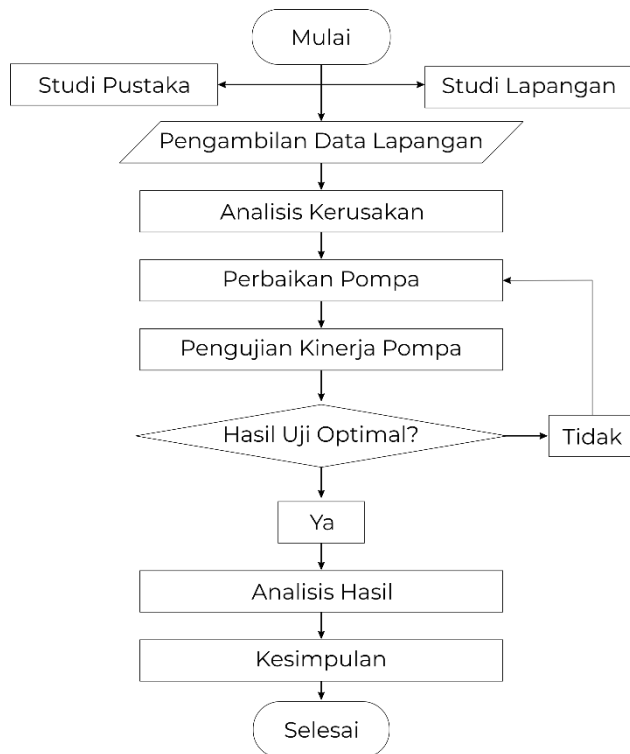 Mulai
Studi Pustaka
Studi Lapangan
Pengambilan Data Lapangan
Analisis Kerusakan
Perbaikan Pompa
Pengujian Kinerja Pompa
Hasil Uji Optimal?
Tidak
Ya
Analisis Hasil
Kesimpulan
Selesai